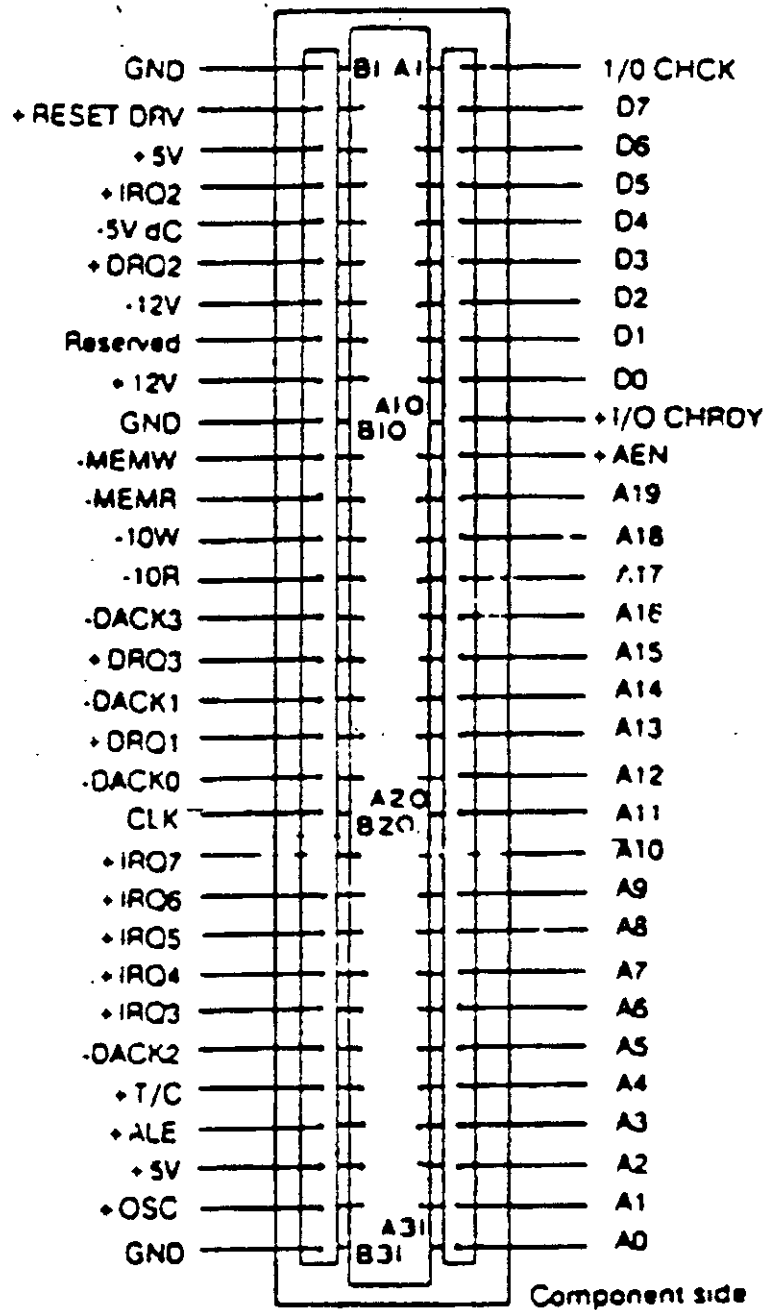 GND B1 A1 1/0 CHCK
+ RESET DRV D7
+ 5V D6
+ IRQ2 D5
-5V dC D4
+ DRQ2 D3
-12V D2
Reserved D1
+ 12V D0
GND A10 B10 + I/O CHRDY
-MEMW + AEN
-MEMR A19
-10W A18
-10R A17
-DACK3 A16
+ DRQ3 A15
-DACK1 A14
+ DRQ1 A13
-DACK0 A12
CLK A20 B20 A11
+ IRQ7 A10
+ IRQ6 A9
+ IRQ5 A8
+ IRQ4 A7
+ IRQ3 A6
-DACK2 A5
+ T/C A4
+ ALE A3
+ 5V A2
+ OSC A1
GND A31 B31 A0
Component side